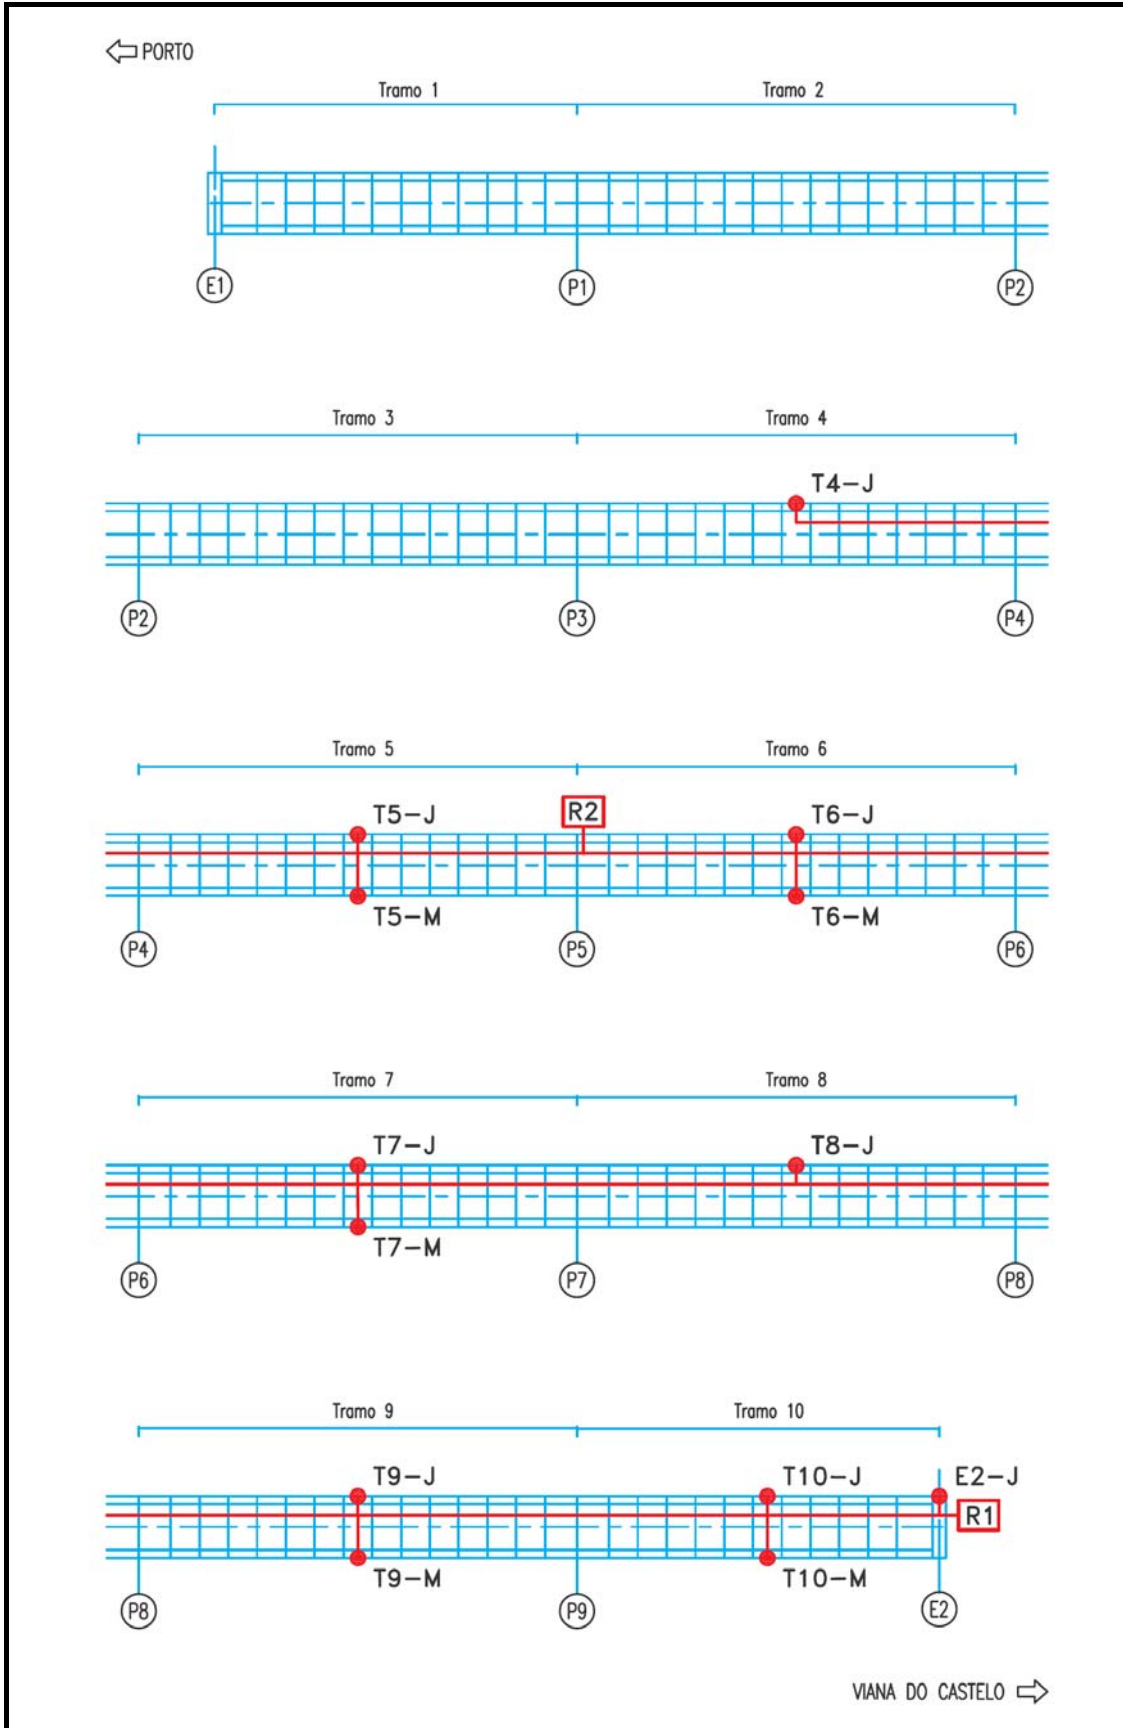 PORTO
Tramo 1
Tramo 2
E1
P1
P2
Tramo 3
Tramo 4
T4-J
P2
P3
P4
Tramo 5
Tramo 6
T5-J
R2
T6-J
T5-M
T6-M
P4
P5
P6
Tramo 7
Tramo 8
T7-J
T8-J
T7-M
P6
P7
P8
Tramo 9
Tramo 10
T9-J
T10-J
E2-J
R1
T9-M
T10-M
P8
P9
E2
VIANA DO CASTELO